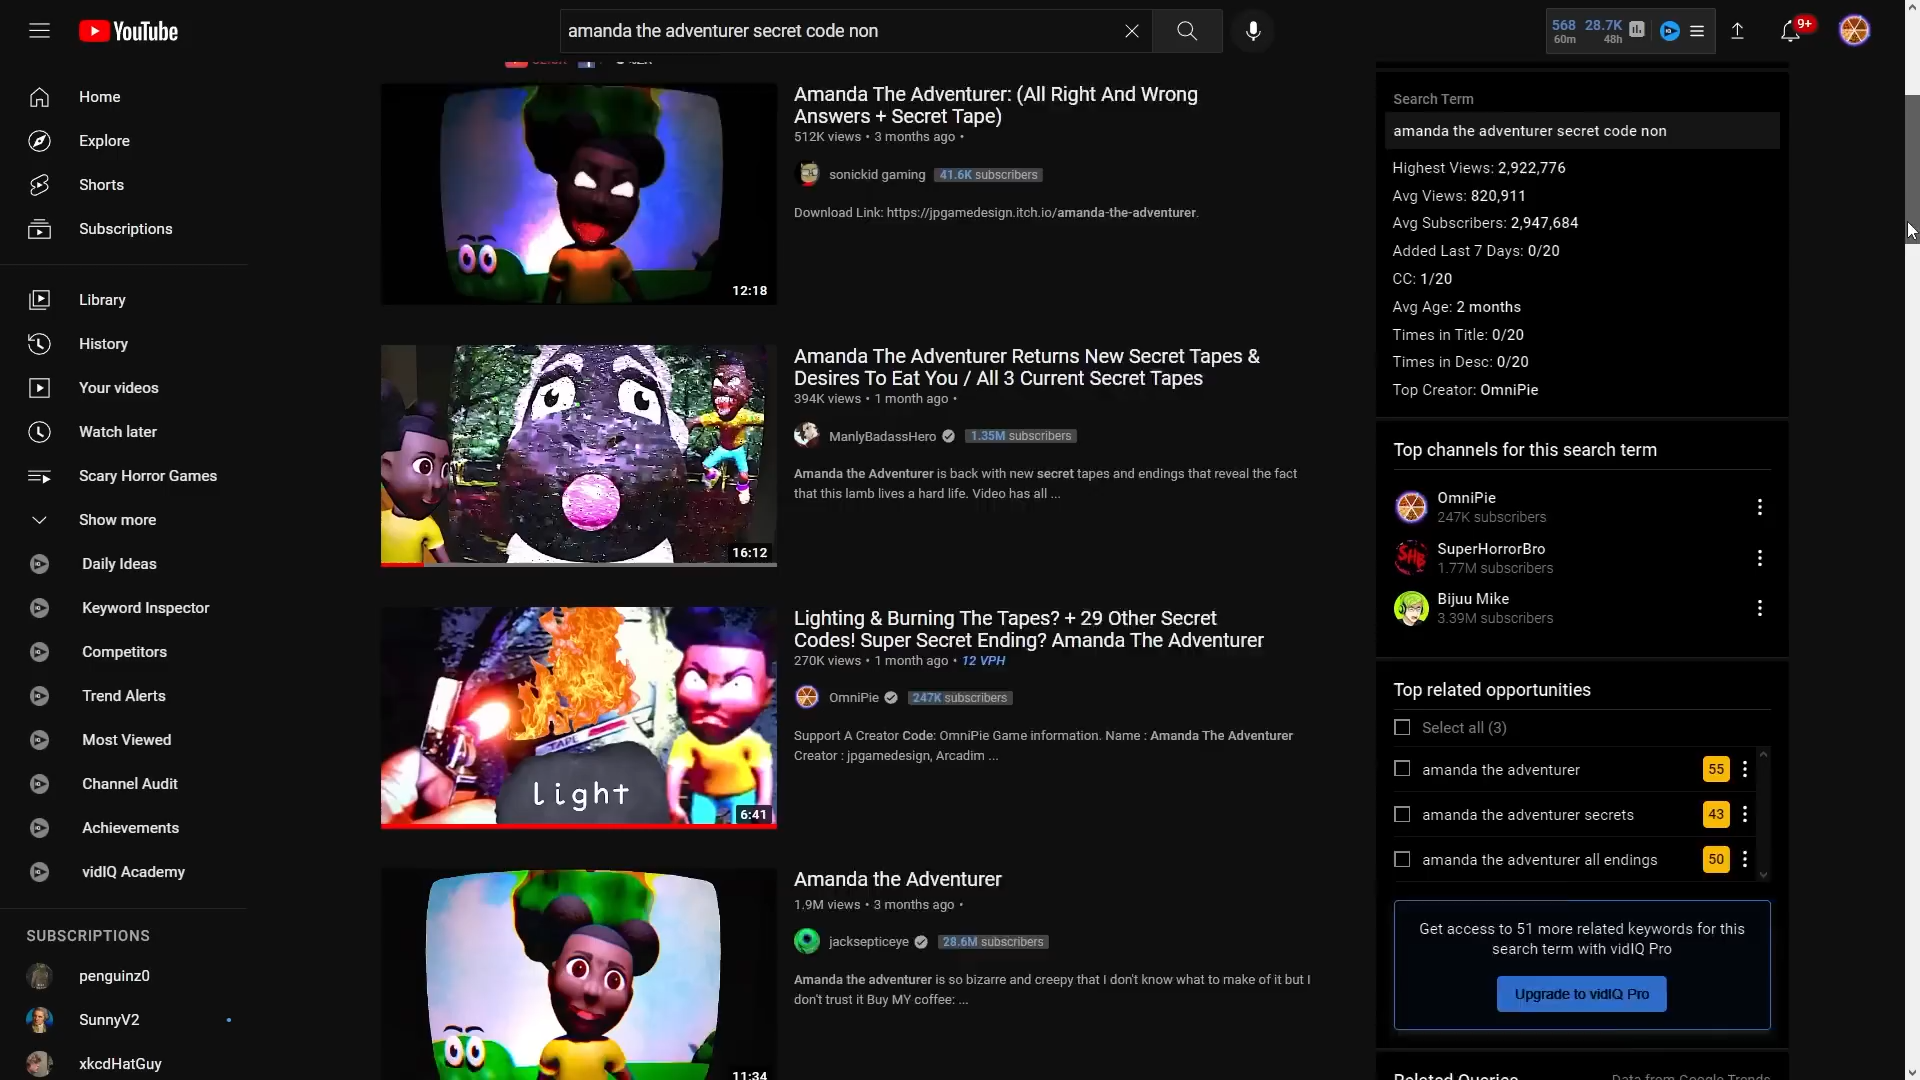 YouTube
amanda the adventurer secret code non
568 28.7K
60m 48h
9+
Home
Explore
Shorts
Subscriptions
Library
History
Your videos
Watch later
Scary Horror Games
Show more
Daily Ideas
Keyword Inspector
Competitors
Trend Alerts
Most Viewed
Channel Audit
Achievements
vidIQ Academy
SUBSCRIPTIONS
penguinz0
SunnyV2
xkcdHatGuy
12:18
Amanda The Adventurer: (All Right And Wrong
Answers + Secret Tape)
512K views • 3 months ago •
sonickid gaming 41.6K subscribers
Download Link: https://jpgamedesign.itch.io/amanda-the-adventurer.
16:12
Amanda The Adventurer Returns New Secret Tapes &
Desires To Eat You / All 3 Current Secret Tapes
394K views • 1 month ago •
ManlyBadassHero 1.35M subscribers
Amanda the Adventurer is back with new secret tapes and endings that reveal the fact
that this lamb lives a hard life. Video has all ...
TAPE
light
6:41
Lighting & Burning The Tapes? + 29 Other Secret
Codes! Super Secret Ending? Amanda The Adventurer
270K views • 1 month ago • 12 VPH
OmniPie 247K subscribers
Support A Creator Code: OmniPie Game information. Name : Amanda The Adventurer
Creator : jpgamedesign, Arcadim ...
11:34
Amanda the Adventurer
1.9M views • 3 months ago •
jacksepticeye 28.6M subscribers
Amanda the adventurer is so bizarre and creepy that I don't know what to make of it but I
don't trust it Buy MY coffee: ...
Search Term
amanda the adventurer secret code non
Highest Views: 2,922,776
Avg Views: 820,911
Avg Subscribers: 2,947,684
Added Last 7 Days: 0/20
CC: 1/20
Avg Age: 2 months
Times in Title: 0/20
Times in Desc: 0/20
Top Creator: OmniPie
Top channels for this search term
OmniPie
247K subscribers
SHB
SuperHorrorBro
1.77M subscribers
Bijuu Mike
3.39M subscribers
Top related opportunities
Select all (3)
amanda the adventurer 55
amanda the adventurer secrets 43
amanda the adventurer all endings 50
Get access to 51 more related keywords for this
search term with vidIQ Pro
Upgrade to vidIQ Pro
Related Queries Data from Google Trends